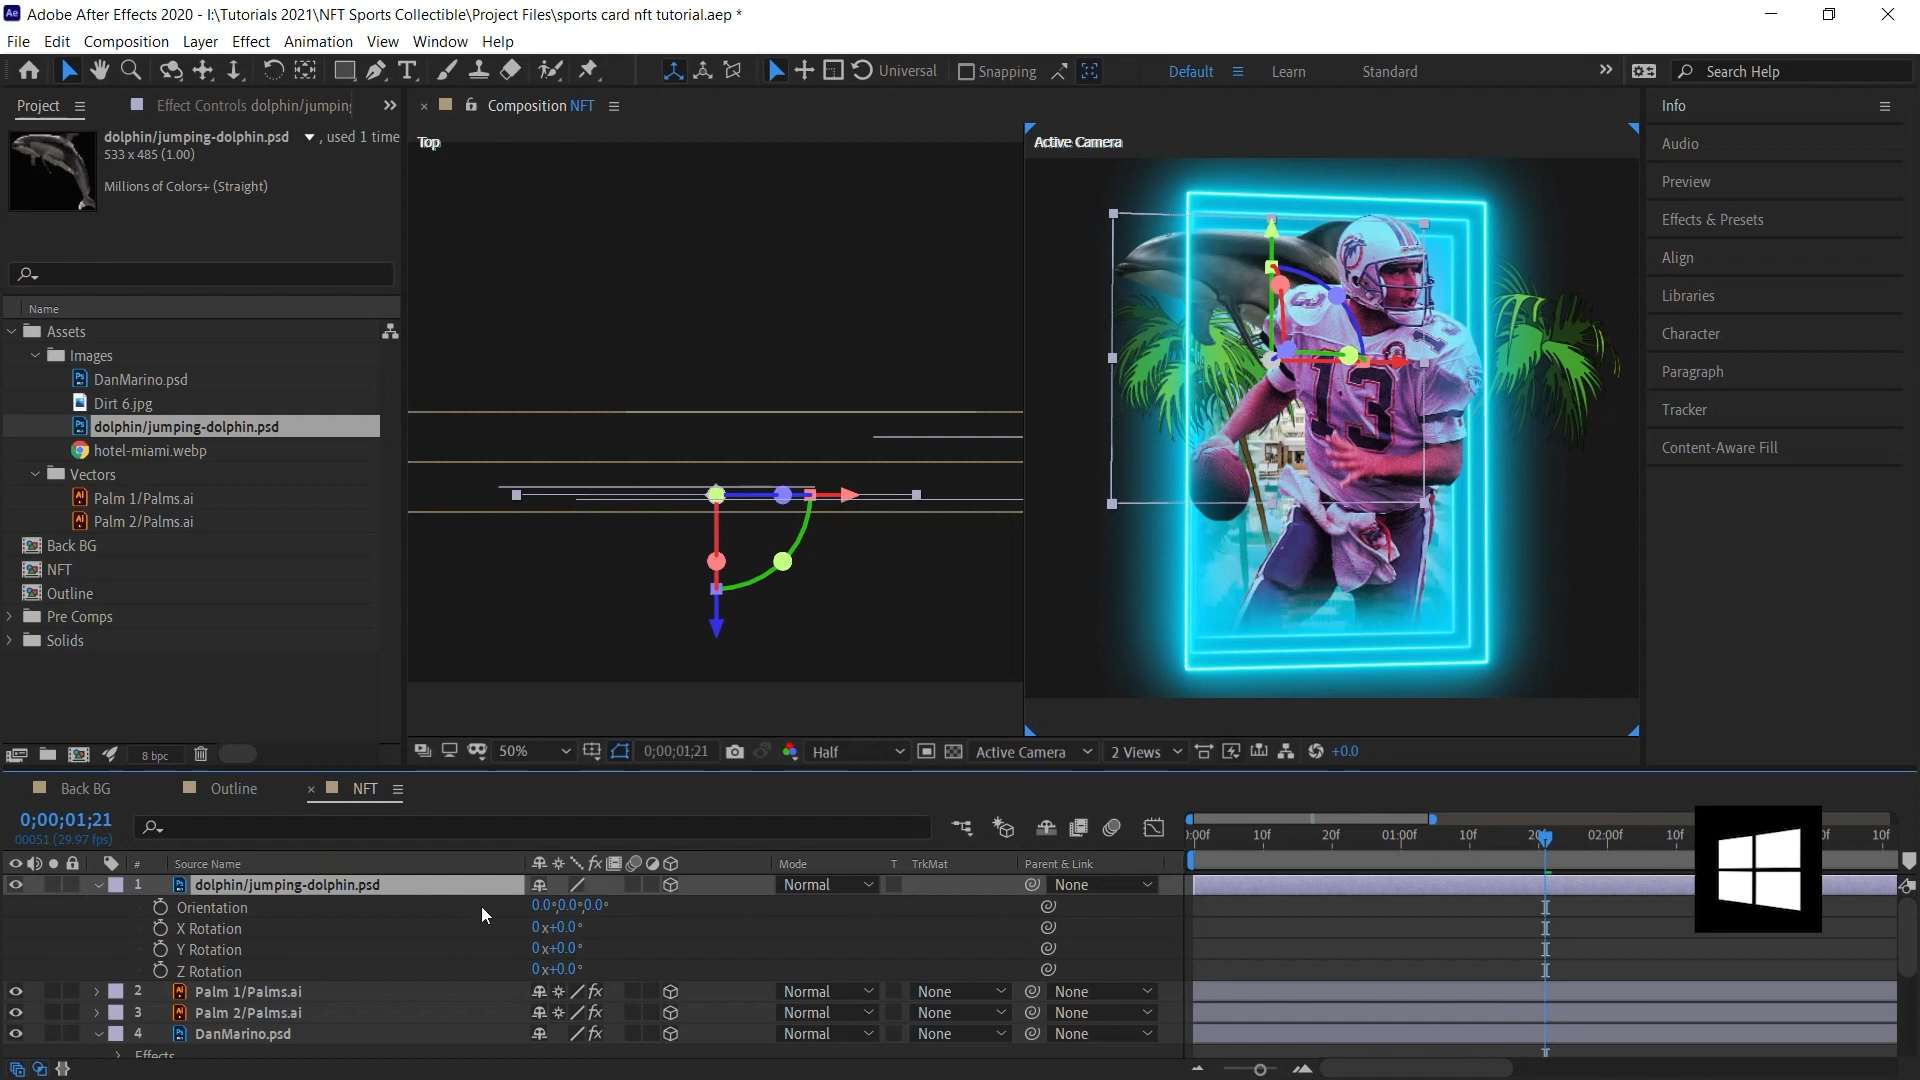 Ae Adobe After Effects 2020 - I:\Tutorials 2021\NFT Sports Collectible\Project Files\sports card nft tutorial.aep *
File Edit Composition Layer Effect Animation View Window Help
Universal Snapping Default Learn Standard Search Help
Project Effect Controls dolphin/jumping Composition NFT Info
dolphin/jumping-dolphin.psd , used 1 time
533 x 485 (1.00)
Millions of Colors+ (Straight)
Top
Active Camera
Audio
Preview
Effects & Presets
Align
Libraries
Character
Paragraph
Tracker
Content-Aware Fill
Name
Assets
Images
DanMarino.psd
Dirt 6.jpg
dolphin/jumping-dolphin.psd
hotel-miami.webp
Vectors
Palm 1/Palms.ai
Palm 2/Palms.ai
Back BG
NFT
Outline
Pre Comps
Solids
13
8 bpc 50% 0;00;01;21 Half Active Camera 2 Views +0.0
Back BG Outline NFT
0;00;01;21
00051 (29.97 fps)
):00f 10f 20f 01:00f 10f 20f 02:00f 10f 10f
# Source Name Mode T TrkMat Parent & Link
1 dolphin/jumping-dolphin.psd Normal None
Orientation 0.0°,0.0°,0.0°
X Rotation 0x+0.0°
Y Rotation 0x+0.0°
Z Rotation 0x+0.0°
2 Palm 1/Palms.ai Normal None None
3 Palm 2/Palms.ai Normal None None
4 DanMarino.psd Normal None None
Effects